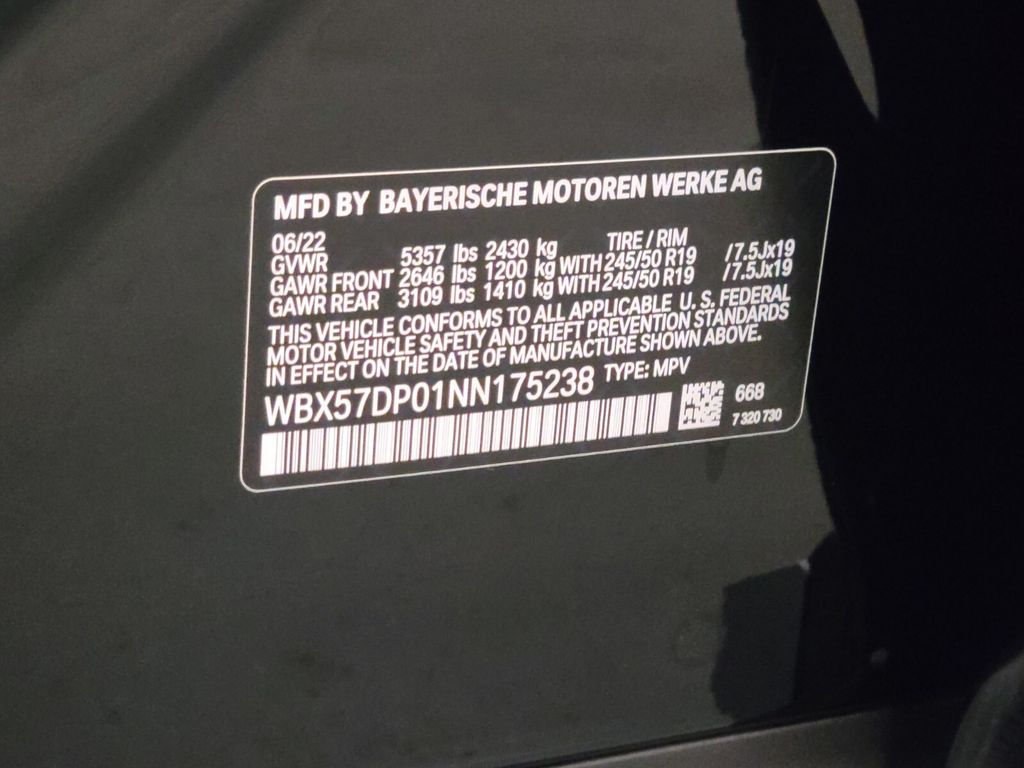 MFD BY BAYERISCHE MOTOREN WERKE AG
06/22 TIRE / RIM
GVWR 5357 lbs 2430 kg
GAWR FRONT 2646 lbs 1200 kg WITH 245/50 R19 /7.5Jx19
GAWR REAR 3109 lbs 1410 kg WITH 245/50 R19 /7.5Jx19
THIS VEHICLE CONFORMS TO ALL APPLICABLE U. S. FEDERAL
MOTOR VEHICLE SAFETY AND THEFT PREVENTION STANDARDS
IN EFFECT ON THE DATE OF MANUFACTURE SHOWN ABOVE.
WBX57DP01NN175238 TYPE: MPV
668
7 320 730